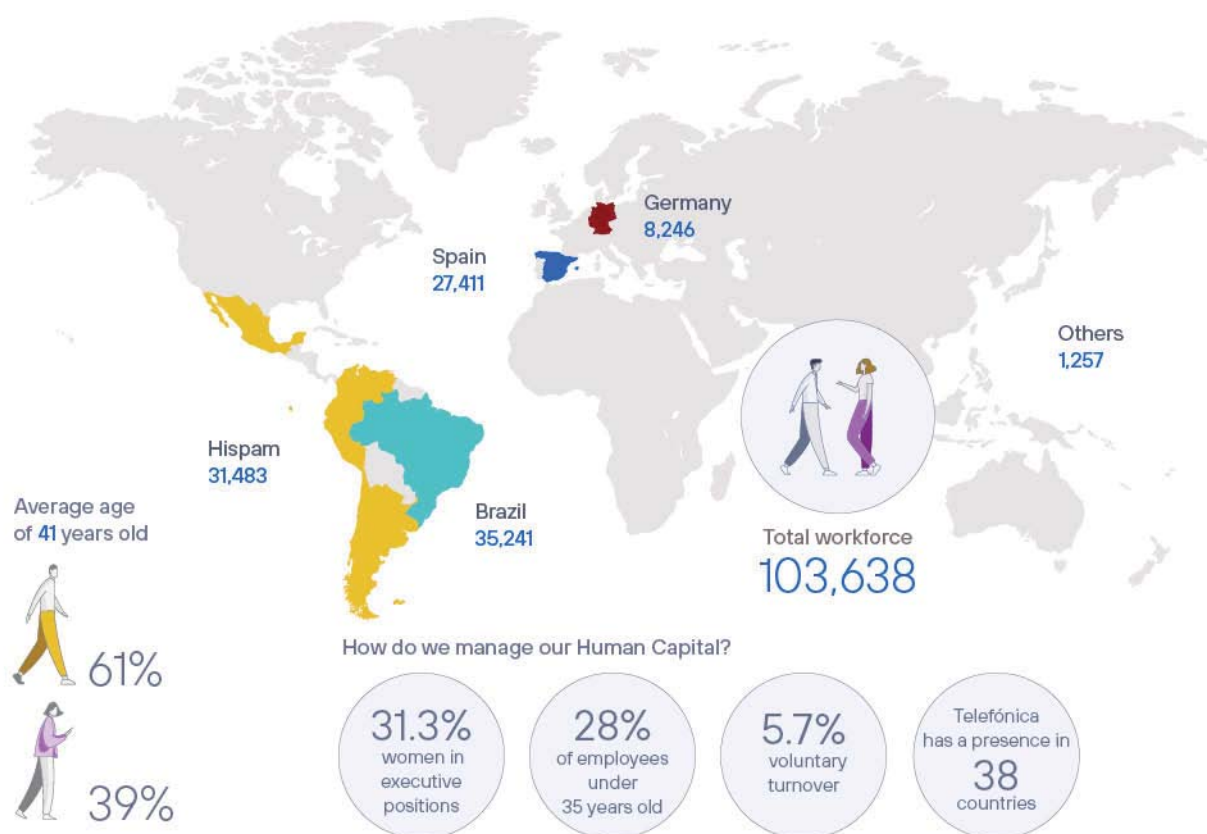 Germany
8,246
Spain
27,411
Others
1,257
Hispam
31,483
Brazil
35,241
Average age
of 41 years old
61%
39%
Total workforce
103,638
How do we manage our Human Capital?
31.3%
women in
executive
positions
28%
of employees
under
35 years old
5.7%
voluntary
turnover
Telefónica
has a presence in
38
countries